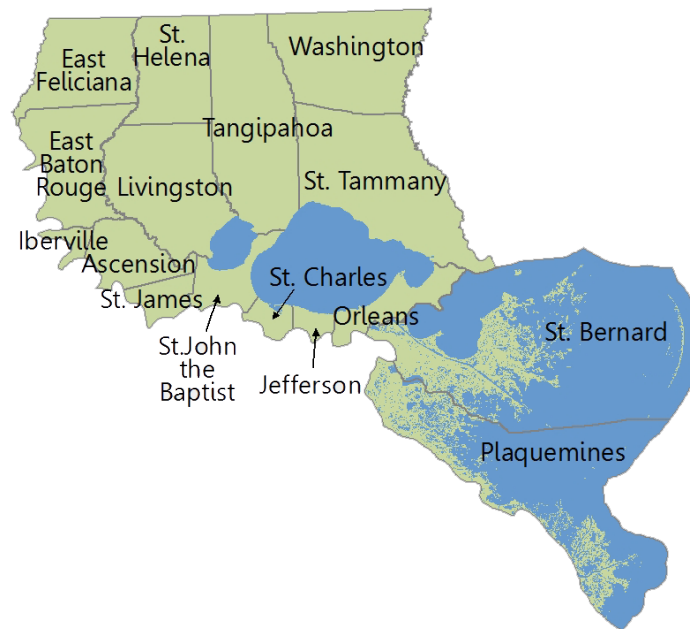 St.
Helena
Washington
East
Feliciana
Tangipahoa
East
Baton
Rouge
Livingston
St. Tammany
Iberville
Ascension
St. James
St. Charles
Orleans
St. Bernard
St.John
the
Baptist
Jefferson
Plaquemines